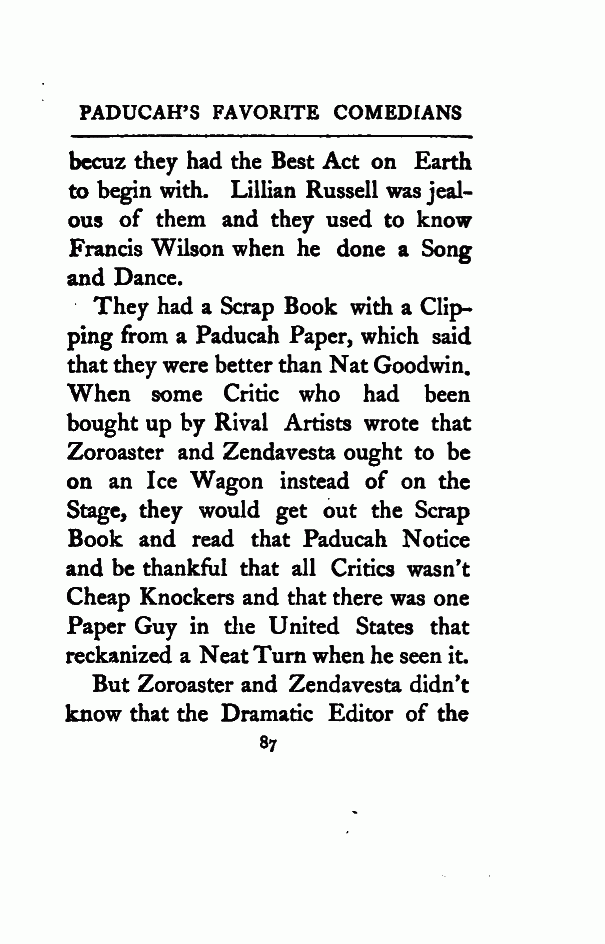 PADUCAH'S FAVORITE COMEDIANS
becuz they had the Best Act on Earth
to begin with. Lillian Russell was jeal-
ous of them and they used to know
Francis Wilson when he done a Song
and Dance.
They had a Scrap Book with a Clip-
ping from a Paducah Paper, which said
that they were better than Nat Goodwin.
When some Critic who had been
bought up by Rival Artists wrote that
Zoroaster and Zendavesta ought to be
on an Ice Wagon instead of on the
Stage, they would get out the Scrap
Book and read that Paducah Notice
and be thankful that all Critics wasn't
Cheap Knockers and that there was one
Paper Guy in the United States that
reckanized a Neat Turn when he seen it.
But Zoroaster and Zendavesta didn't
know that the Dramatic Editor of the
87